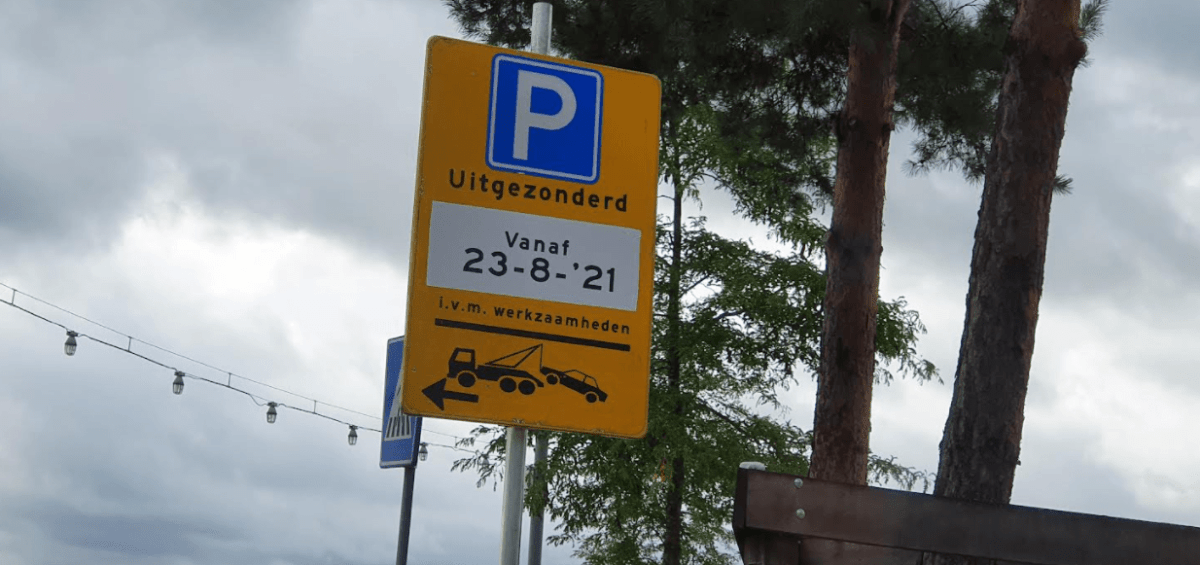 P
Uitgezonderd
Vanaf
23-8-'21
i.v.m. werkzaamheden